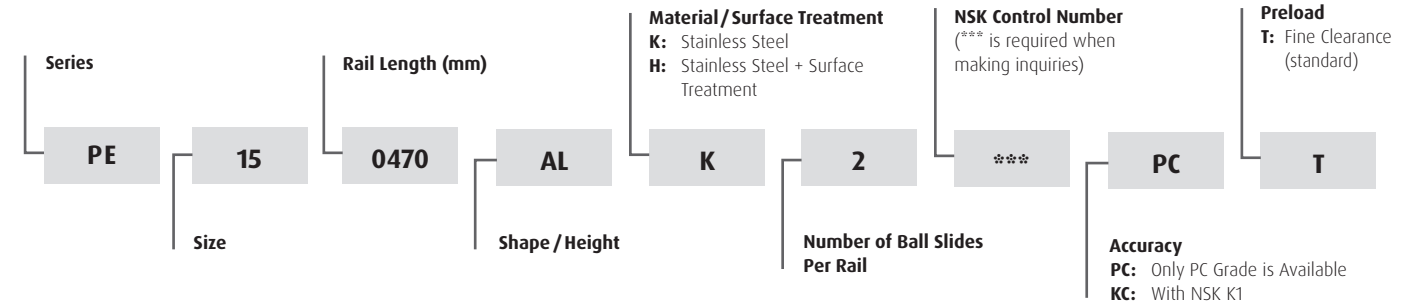 Material / Surface Treatment
K: Stainless Steel
H: Stainless Steel + Surface
Treatment
NSK Control Number
(*** is required when
making inquiries)
Preload
T: Fine Clearance
(standard)
Series
Rail Length (mm)
PE
15
0470
AL
K
2
***
PC
T
Size
Shape / Height
Number of Ball Slides
Per Rail
Accuracy
PC: Only PC Grade is Available
KC: With NSK K1